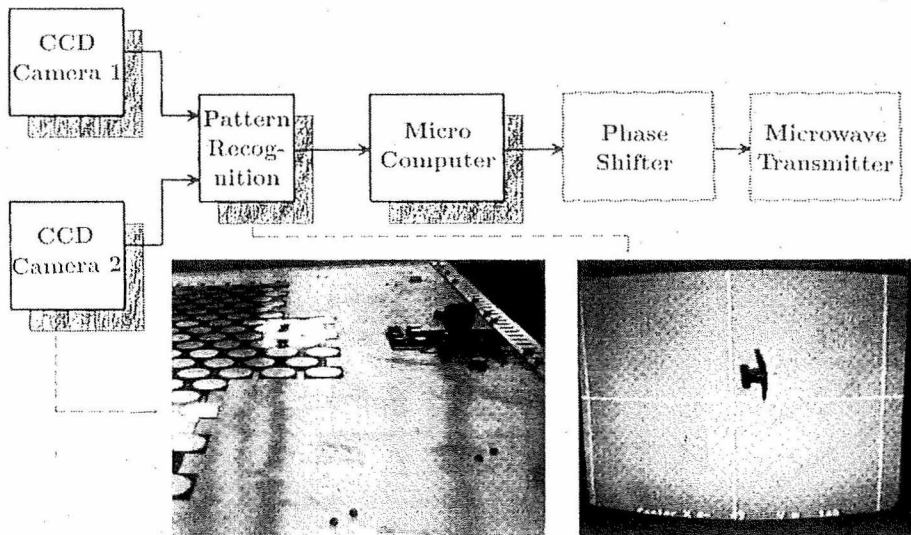 CCD
Camera 1
Pattern
Recog-
nition
Micro
Computer
Phase
Shifter
Microwave
Transmitter
CCD
Camera 2